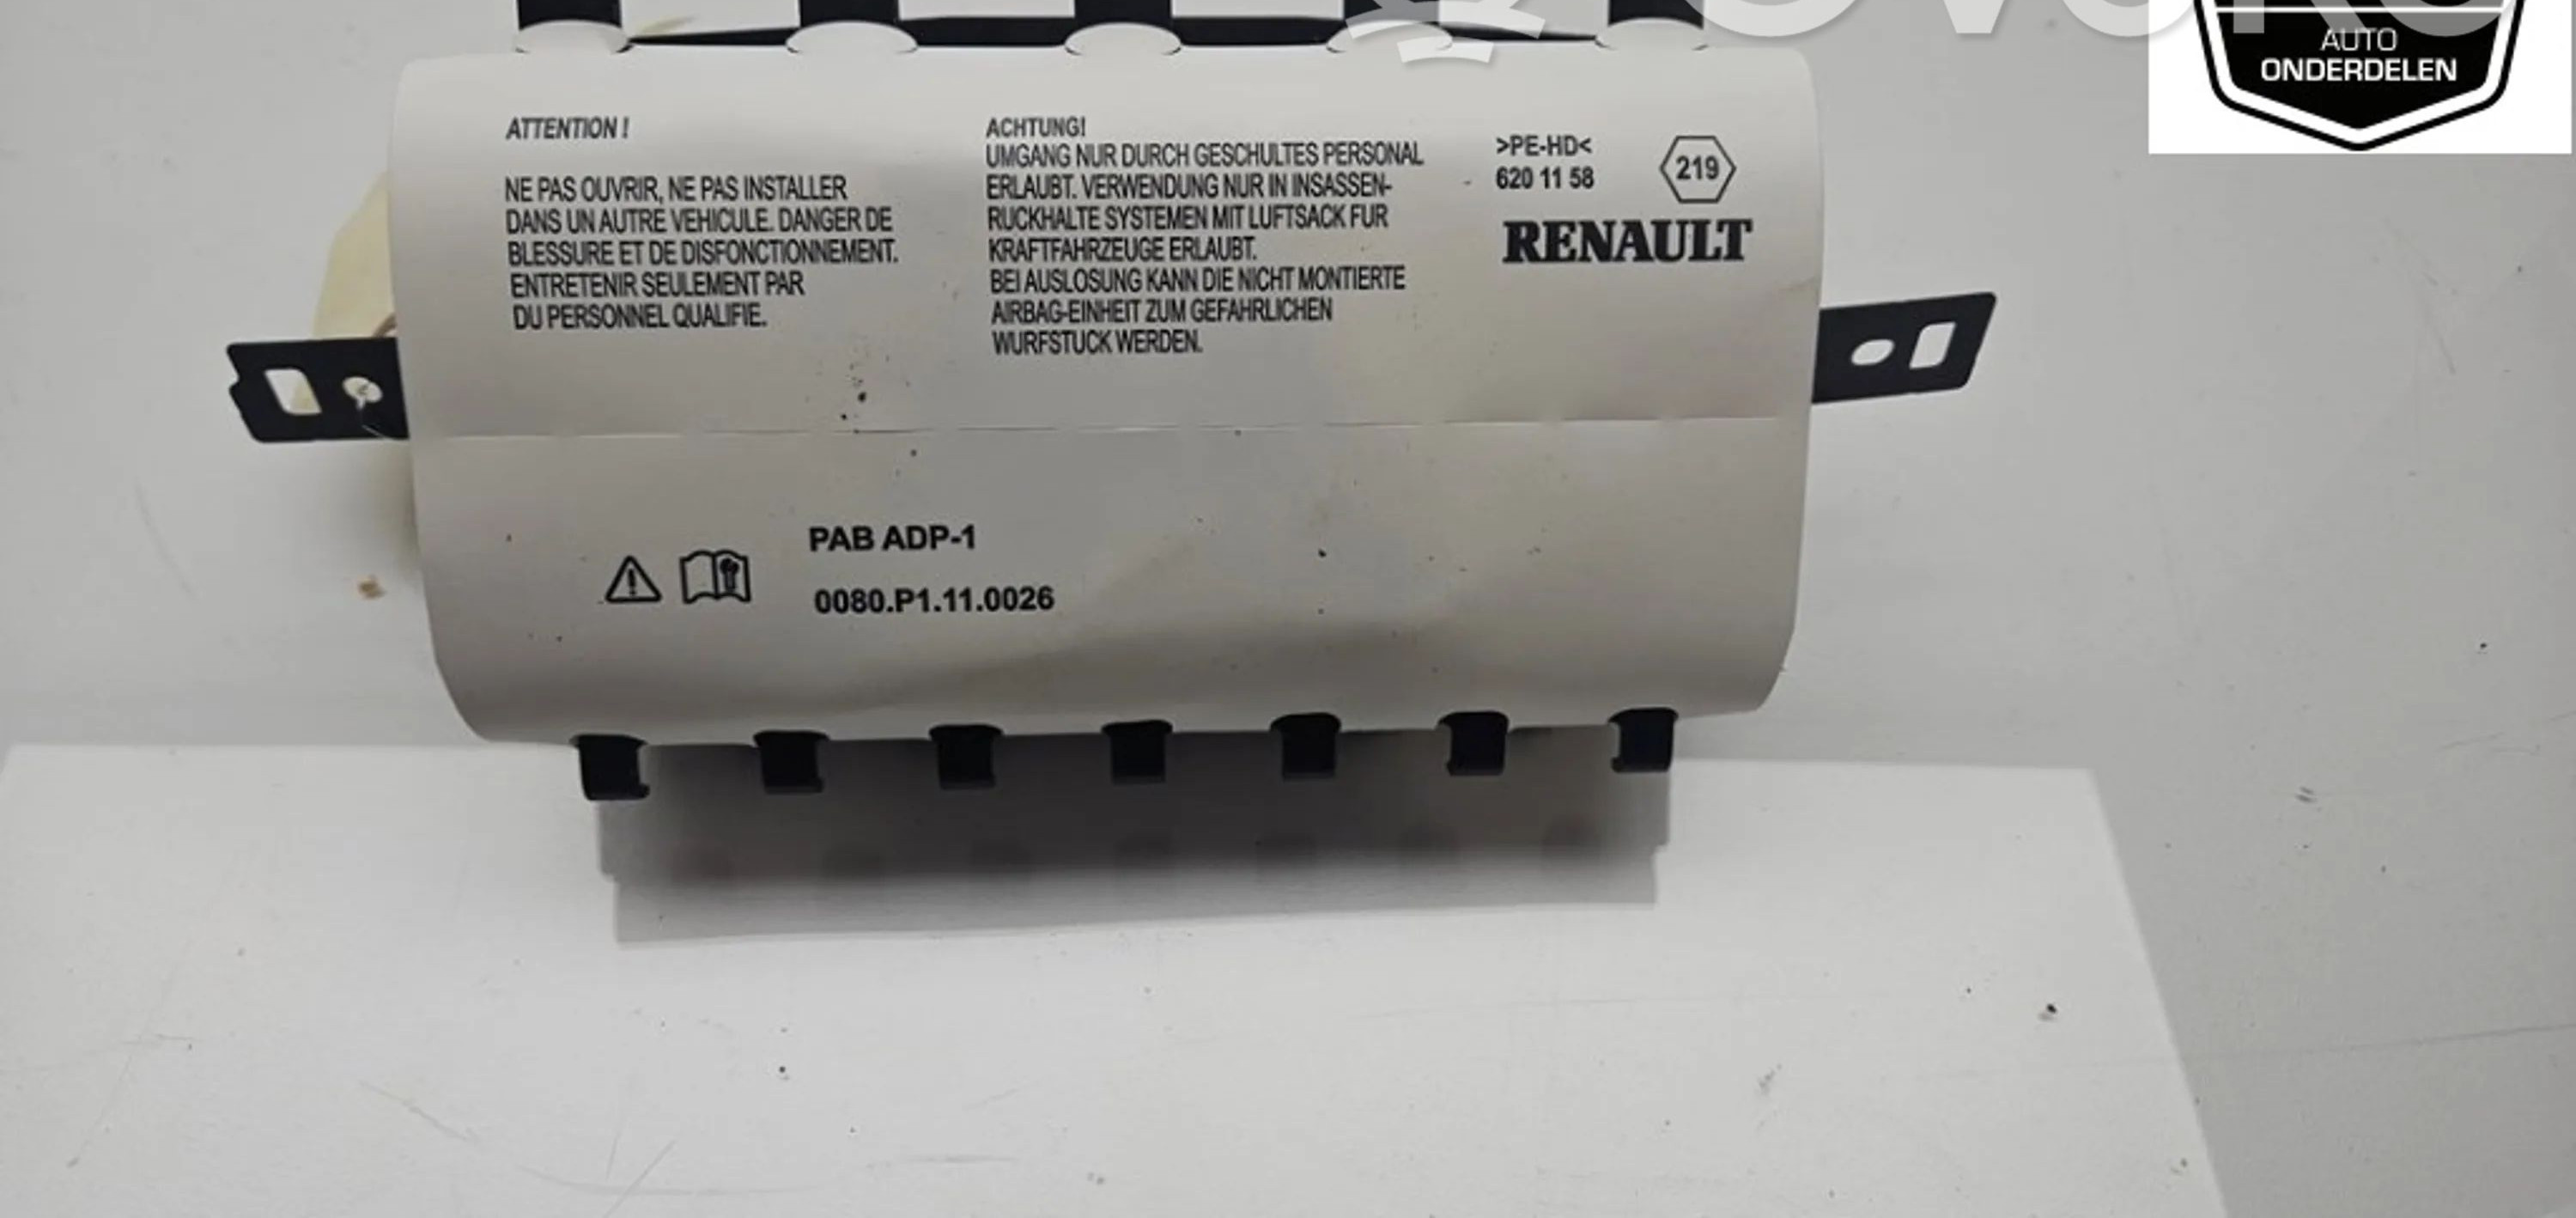 AUTO
ONDERDELEN
ATTENTION !
NE PAS OUVRIR, NE PAS INSTALLER
DANS UN AUTRE VEHICULE. DANGER DE
BLESSURE ET DE DISFONCTIONNEMENT.
ENTRETENIR SEULEMENT PAR
DU PERSONNEL QUALIFIE.
ACHTUNG!
UMGANG NUR DURCH GESCHULTES PERSONAL
ERLAUBT. VERWENDUNG NUR IN INSASSEN-
RUCKHALTE SYSTEMEN MIT LUFTSACK FUR
KRAFTFAHRZEUGE ERLAUBT.
BEI AUSLOSUNG KANN DIE NICHT MONTIERTE
AIRBAG-EINHEIT ZUM GEFAHRLICHEN
WURFSTUCK WERDEN.
>PE-HD<
620 11 58
219
RENAULT
PAB ADP-1
0080.P1.11.0026